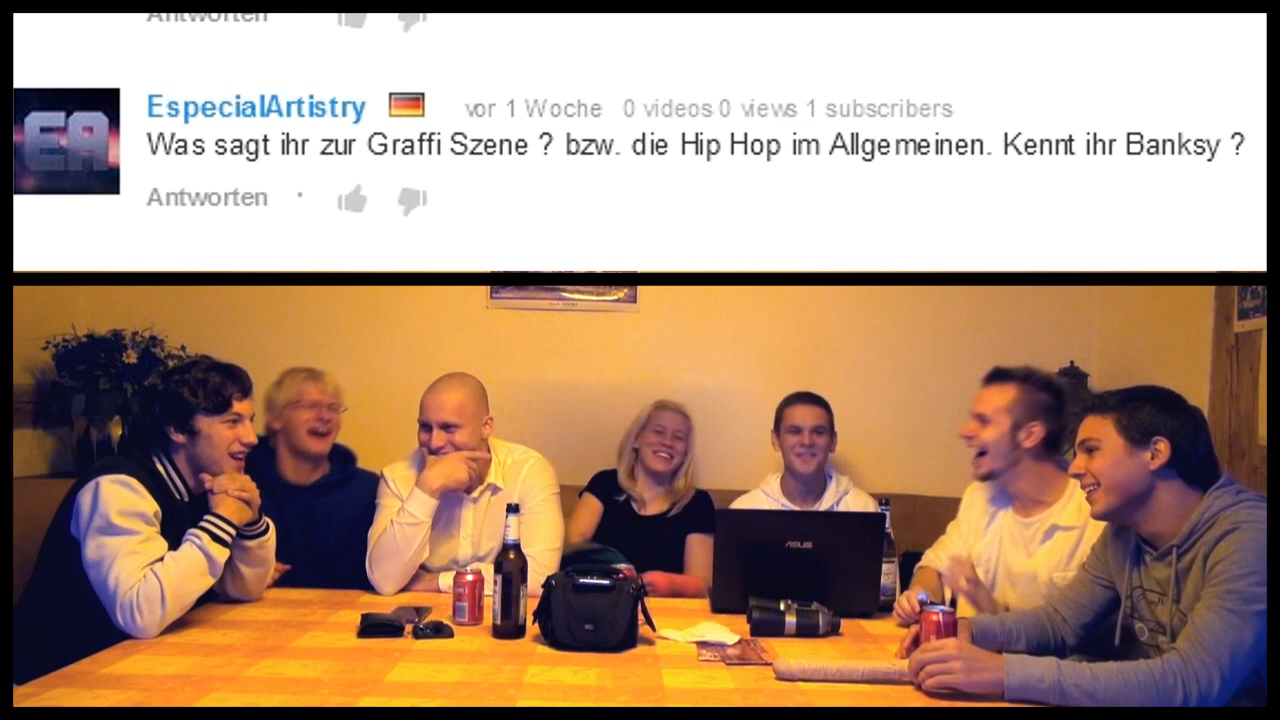 Antworten
EspecialArtistry vor 1 Woche 0 videos 0 views 1 subscribers
EA
Was sagt ihr zur Graffi Szene ? bzw. die Hip Hop im Allgemeinen. Kennt ihr Banksy ?
Antworten ·
ASUS